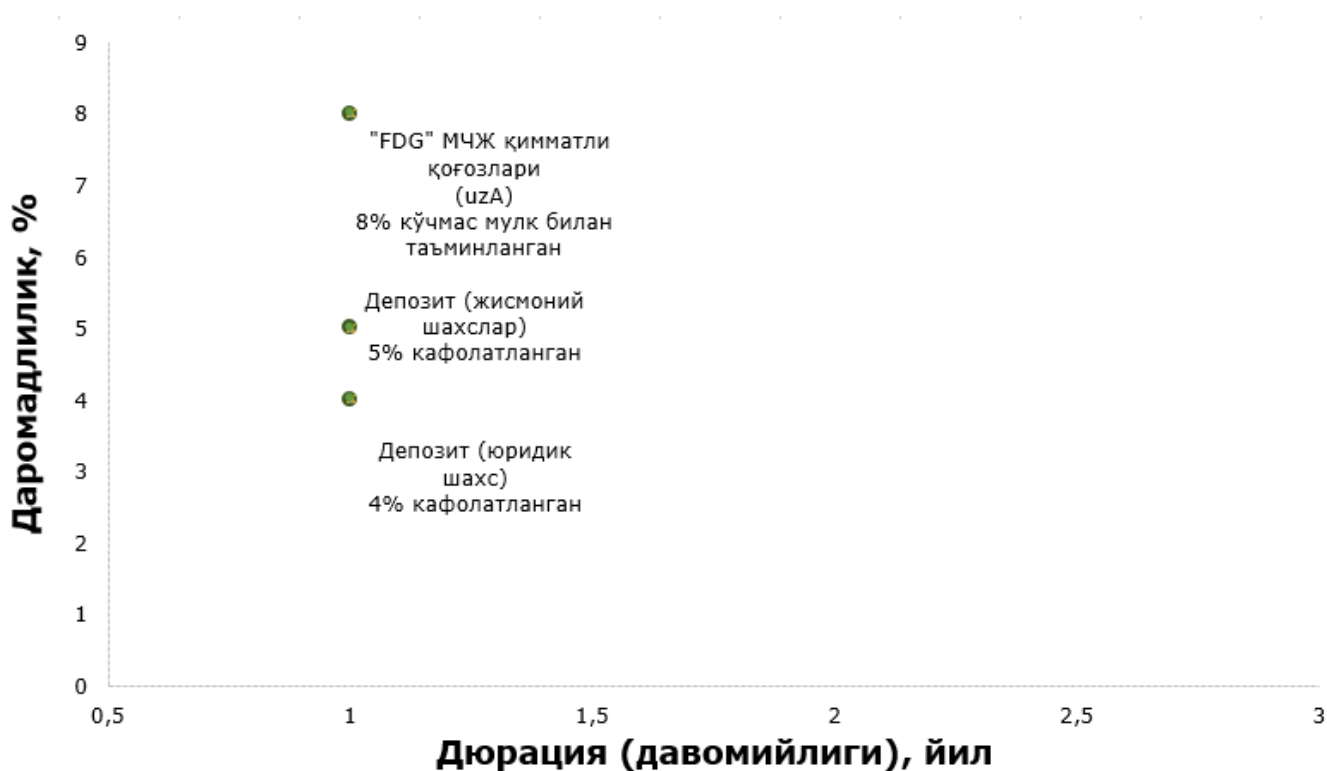 9
8
7
6
5
4
3
2
1
0
Даромадлилик, %
"FDG" МЧЖ қимматли
қоғозлари
(uzA)
8% кўчмас мулк билан
таъминланган
Депозит (жисмоний
шахслар)
5% кафолатланган
Депозит (юридик
шахс)
4% кафолатланган
0,5 1 1,5 2 2,5 3
Дюрация (давомийлиги), йил